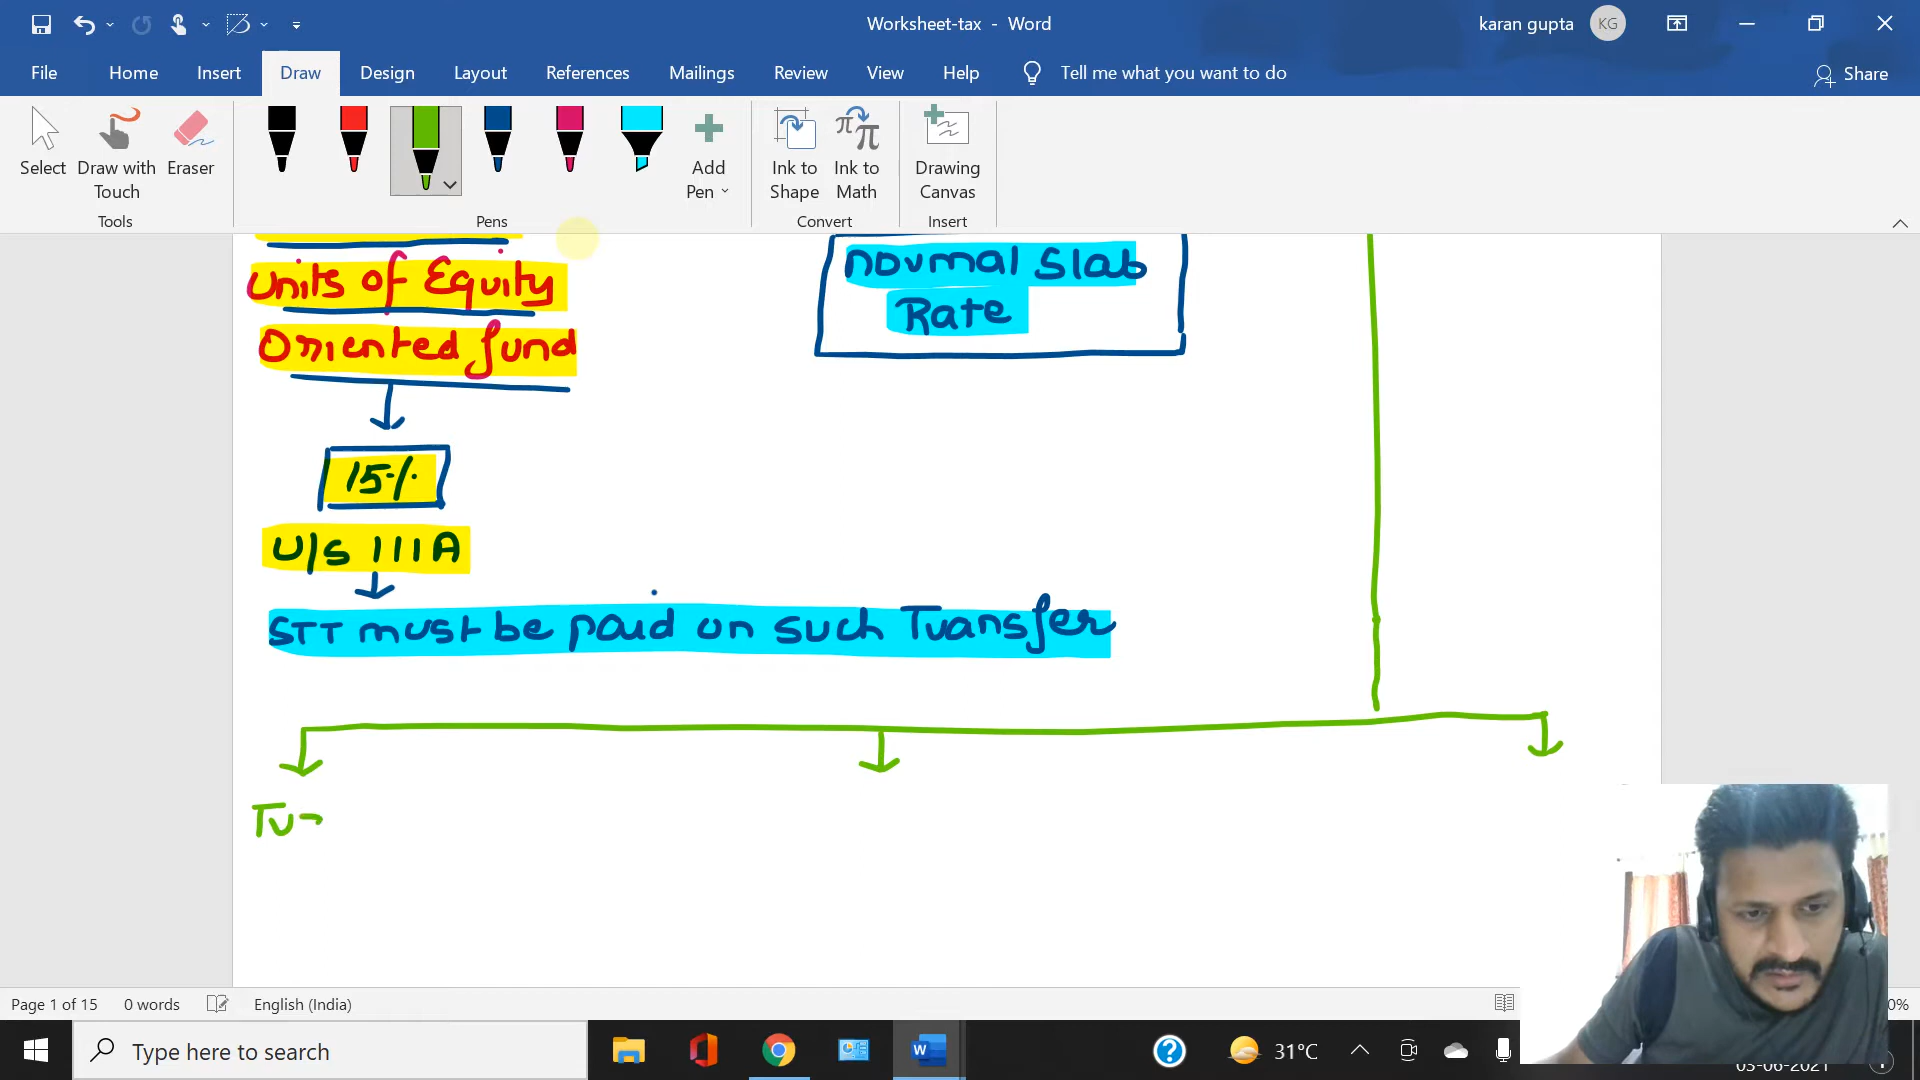 Worksheet-tax - Word
karan gupta
KG
File
Home
Insert
Draw
Design
Layout
References
Mailings
Review
View
Help
Tell me what you want to do
Share
Select
Draw with
Touch
Eraser
Add
Pen
Ink to
Shape
Ink to
Math
Drawing
Canvas
Tools
Pens
Convert
Insert
Units of Equity
Oriented fund
normal Slab
Rate
15%
U/s 111A
STT must be paid on such Transfer
Page 1 of 15
0 words
English (India)
Type here to search
31°C
03-06-2021